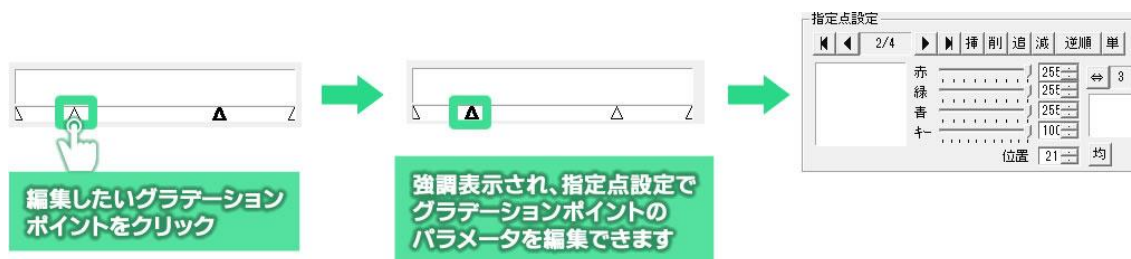 編集したいグラデーション
ポイントをクリック
強調表示され、指定点設定で
グラデーションポイントの
パラメータを編集できます
指定点設定
2/4 挿 削 追 減 逆順 単
赤 255
緑 255
青 255
キー 100
位置 21 均
⇔ 3